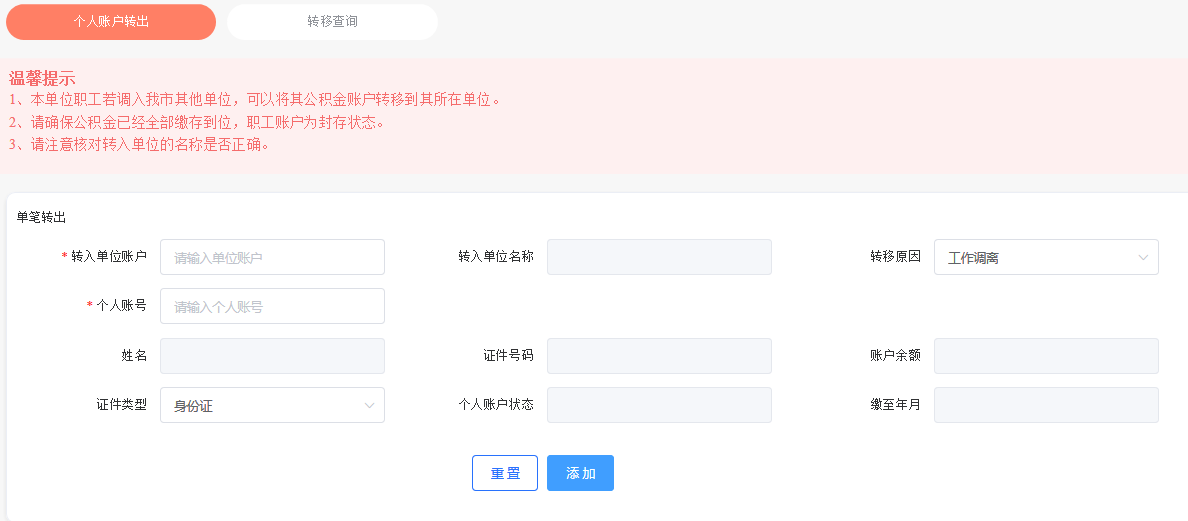 个人账户转出 转移查询
温馨提示
1、本单位职工若调入我市其他单位，可以将其公积金账户转移到其所在单位。
2、请确保公积金已经全部缴存到位，职工账户为封存状态。
3、请注意核对转入单位的名称是否正确。
单笔转出
* 转入单位账户 请输入单位账户 转入单位名称 转移原因 工作调离
* 个人账号 请输入个人账号
姓名 证件号码 账户余额
证件类型 身份证 个人账户状态 缴至年月
重置 添加